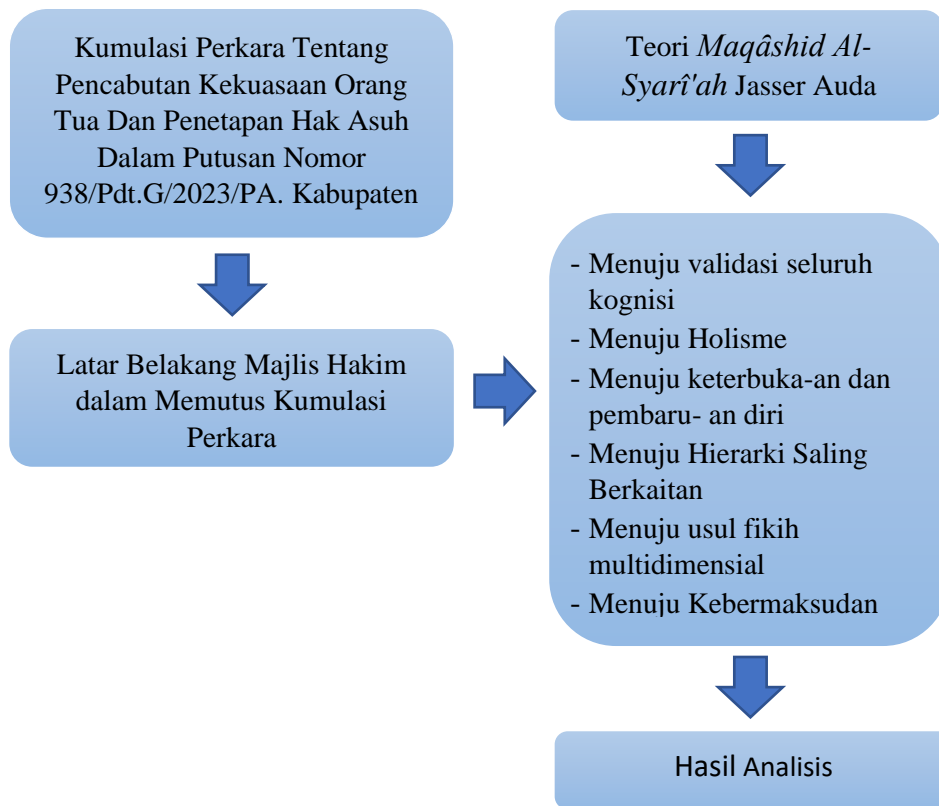 Kumulasi Perkara Tentang
Pencabutan Kekuasaan Orang
Tua Dan Penetapan Hak Asuh
Dalam Putusan Nomor
938/Pdt.G/2023/PA. Kabupaten
Latar Belakang Majlis Hakim
dalam Memutus Kumulasi
Perkara
Teori Maqâshid Al-
Syarî'ah Jasser Auda
- Menuju validasi seluruh
kognisi
- Menuju Holisme
- Menuju keterbuka-an dan
pembaru- an diri
- Menuju Hierarki Saling
Berkaitan
- Menuju usul fikih
multidimensial
- Menuju Kebermaksudan
Hasil Analisis